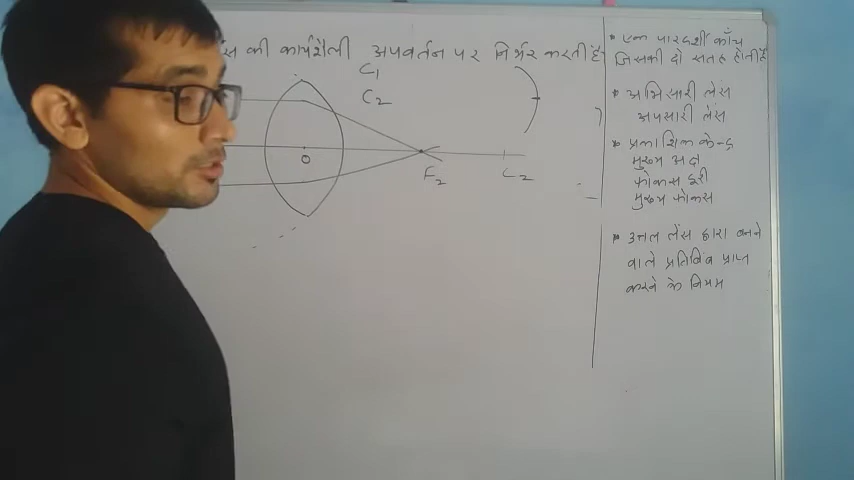 स की कार्यशैली अपवर्तन पर निर्भर करती है
C₁
C₂
O
F₂
C₂
• एक पारदर्शी काँच
जिसकी दो सतह होती है
• अभिसारी लेंस
अपसारी लेंस
• प्रकाशिक केन्द्र
मुख्य अक्ष
फोकस दूरी
मुख्य फोकस
• उत्तल लेंस द्वारा बनने
वाले प्रतिबिंब प्राप्त
करने के नियम